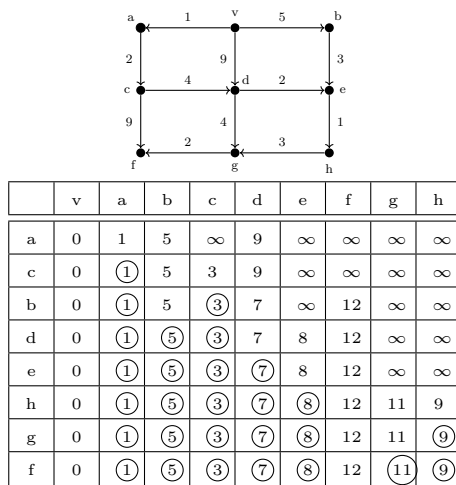 a 1 v 5 b
2 9 3
c 4 d 2 e
9 4 1
f 2 g 3 h
v a b c d e f g h
a 0 1 5 ∞ 9 ∞ ∞ ∞ ∞
c 0 1 5 3 9 ∞ ∞ ∞ ∞
b 0 1 5 3 7 ∞ 12 ∞ ∞
d 0 1 5 3 7 8 12 ∞ ∞
e 0 1 5 3 7 8 12 ∞ ∞
h 0 1 5 3 7 8 12 11 9
g 0 1 5 3 7 8 12 11 9
f 0 1 5 3 7 8 12 11 9